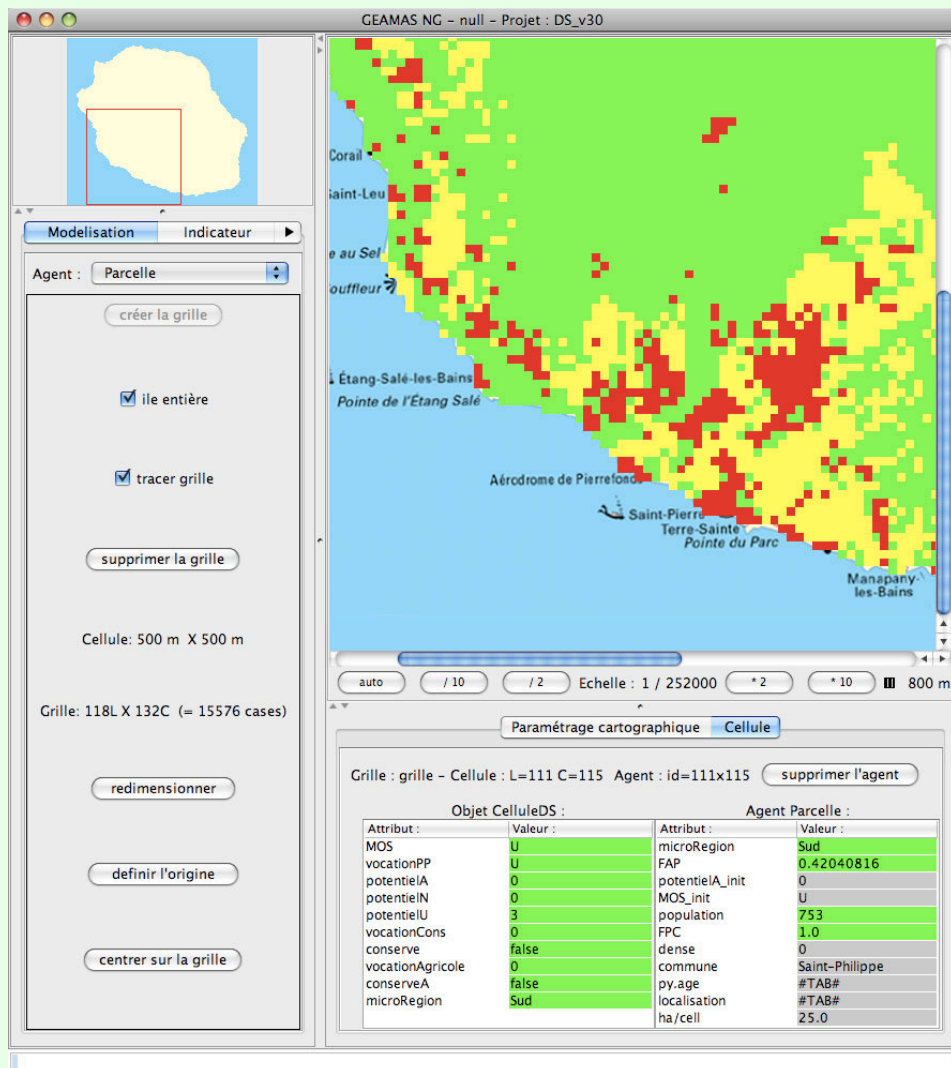 GEAMAS NG - null - Projet : DS_v30
Modelisation Indicateur
Agent : Parcelle
créer la grille
ile entière
tracer grille
supprimer la grille
Cellule: 500 m X 500 m
Grille: 118L X 132C (= 15576 cases)
redimensionner
definir l'origine
centrer sur la grille
Corail
Saint-Leu
au Sel
Étang-Salé-les-Bains
Pointe de l'Étang Salé
Aérodrome de Pierrefonds
Saint-Pierre
Terre-Sainte
Pointe du Parc
Manapany
les-Bains
auto / 10 / 2 Echelle : 1 / 252000 * 2 * 10 800 m
Paramétrage cartographique Cellule
Grille : grille - Cellule : L=111 C=115 Agent : id=111x115 supprimer l'agent
Objet CelluleDS :
Attribut : Valeur :
MOS U
vocationPP U
potentielA 0
potentielN 0
potentielU 3
vocationCons 0
conserve false
vocationAgricole 0
conserveA false
microRegion Sud
Agent Parcelle :
Attribut : Valeur :
microRegion Sud
FAP 0.42040816
potentielA_init 0
MOS_init U
population 753
FPC 1.0
dense 0
commune Saint-Philippe
py.age #TAB#
localisation #TAB#
ha/cell 25.0